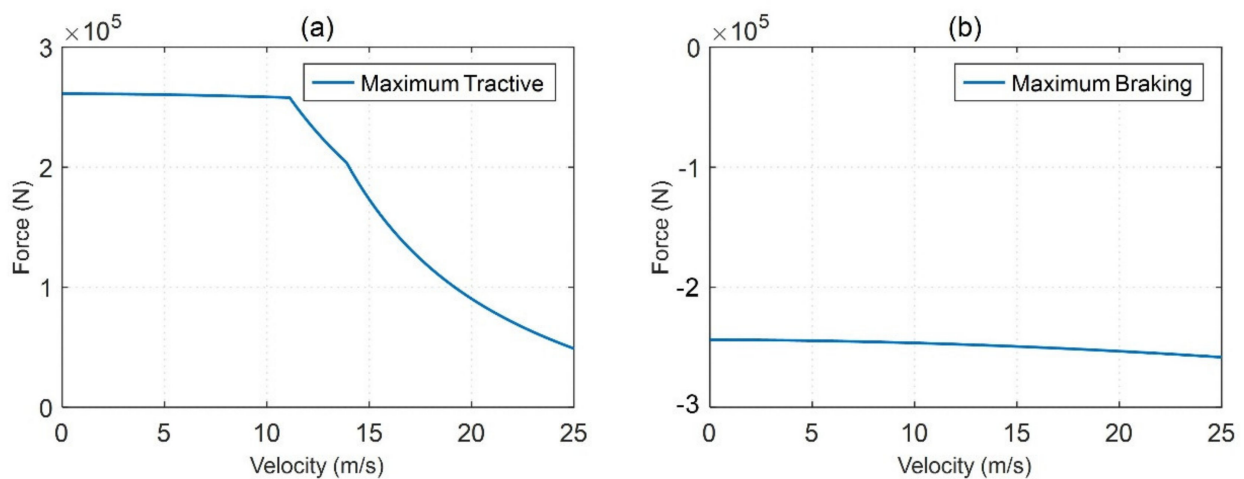 (a)
×10⁵
3
2
1
0
Force (N)
Maximum Tractive
0 5 10 15 20 25
Velocity (m/s)
(b)
×10⁵
0
-1
-2
-3
Force (N)
Maximum Braking
0 5 10 15 20 25
Velocity (m/s)